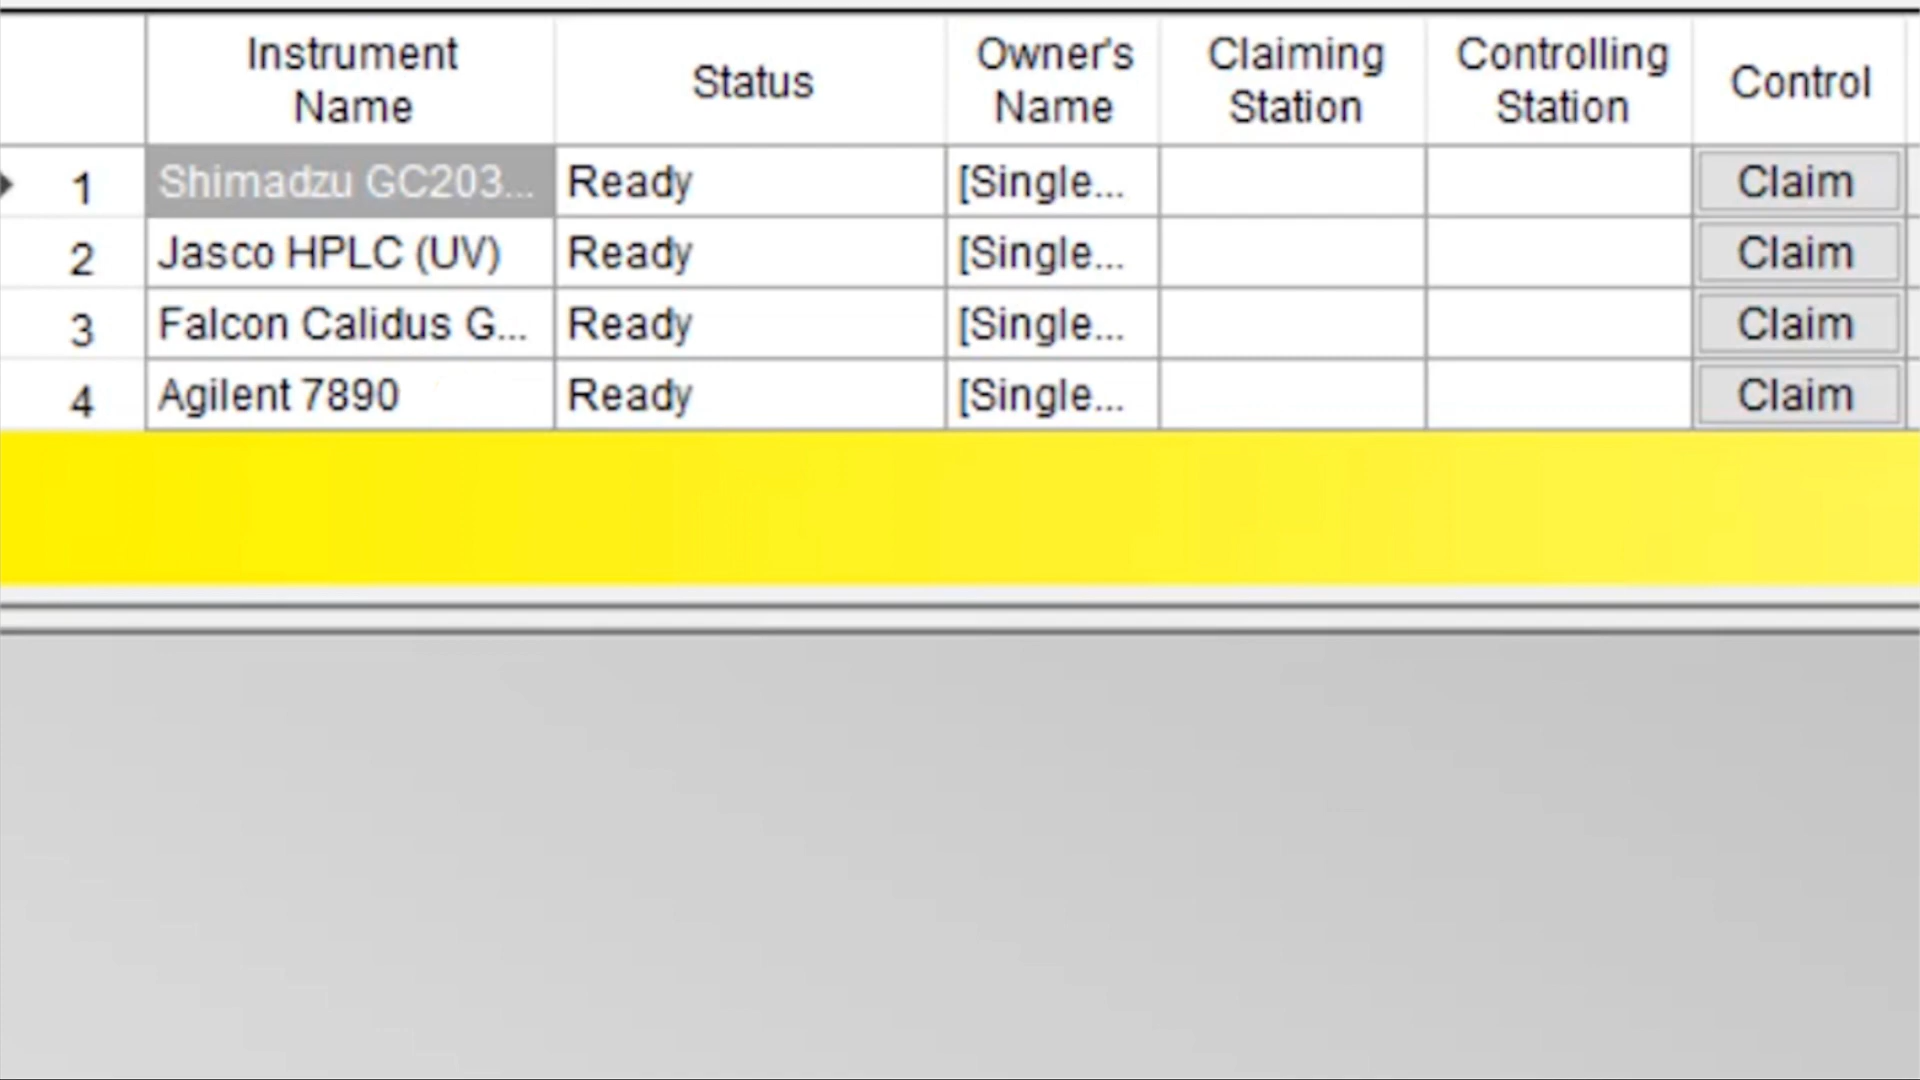 Instrument Name Status Owner's Name Claiming Station Controlling Station Control
1 Shimadzu GC203... Ready [Single... Claim
2 Jasco HPLC (UV) Ready [Single... Claim
3 Falcon Calidus G... Ready [Single... Claim
4 Agilent 7890 Ready [Single... Claim